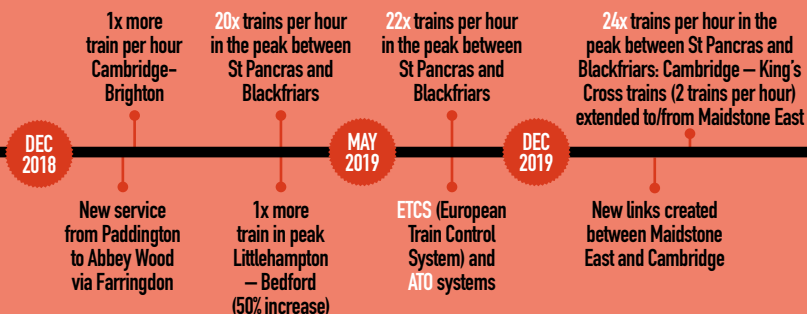 1x more
train per hour
Cambridge–
Brighton
20x trains per hour
in the peak between
St Pancras and
Blackfriars
22x trains per hour
in the peak between
St Pancras and
Blackfriars
24x trains per hour in the
peak between St Pancras and
Blackfriars: Cambridge – King's
Cross trains (2 trains per hour)
extended to/from Maidstone East
DEC
2018
MAY
2019
DEC
2019
New service
from Paddington
to Abbey Wood
via Farringdon
1x more
train in peak
Littlehampton
– Bedford
(50% increase)
ETCS (European
Train Control
System) and
ATO systems
New links created
between Maidstone
East and Cambridge